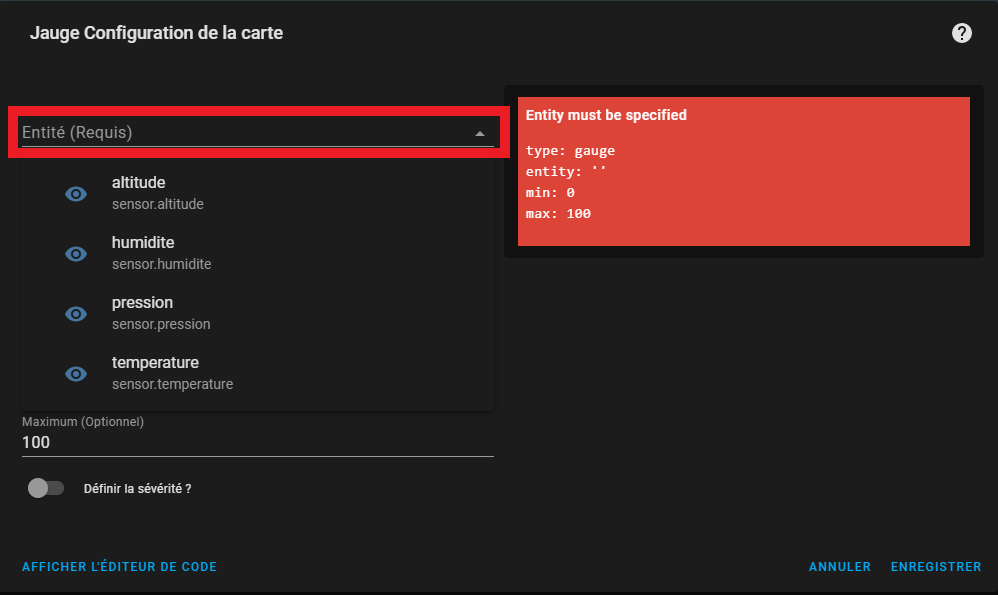 Jauge Configuration de la carte
Entité (Requis)
altitude
sensor.altitude
humidite
sensor.humidite
pression
sensor.pression
temperature
sensor.temperature
Maximum (Optionnel)
100
Définir la sévérité ?
Entity must be specified
type: gauge
entity: ''
min: 0
max: 100
AFFICHER L'ÉDITEUR DE CODE
ANNULER
ENREGISTRER